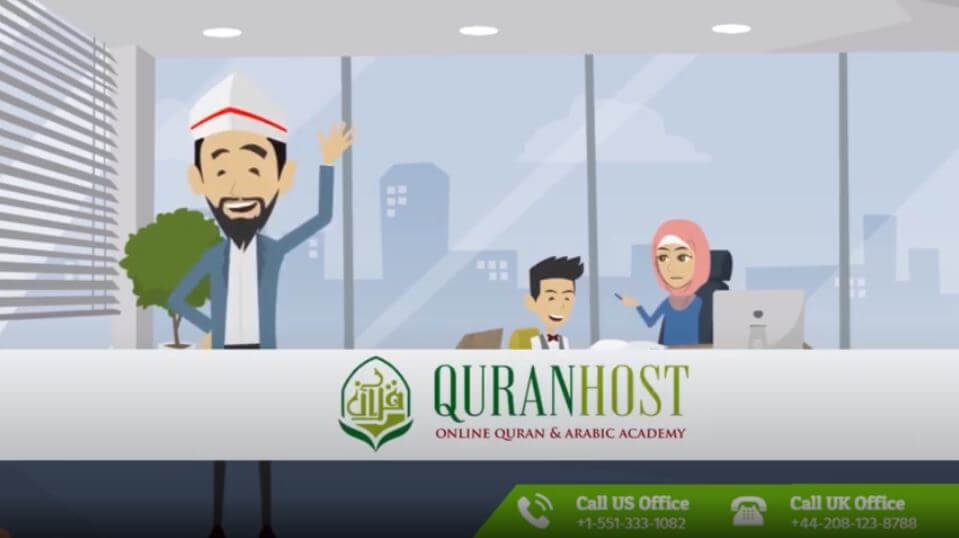 قرآن
QURANHOST
ONLINE QURAN & ARABIC ACADEMY
Call US Office
+1-551-333-1082
Call UK Office
+44-208-123-8788